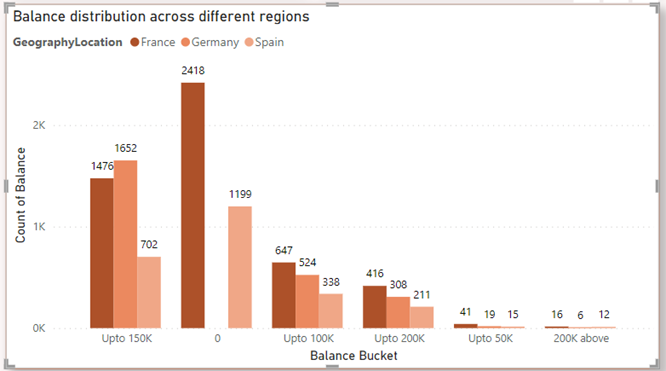 Balance distribution across different regions
GeographyLocation France Germany Spain
Count of Balance
2K
1K
0K
1476 1652 702
2418 1199
647 524 338
416 308 211
41 19 15
16 6 12
Upto 150K 0 Upto 100K Upto 200K Upto 50K 200K above
Balance Bucket